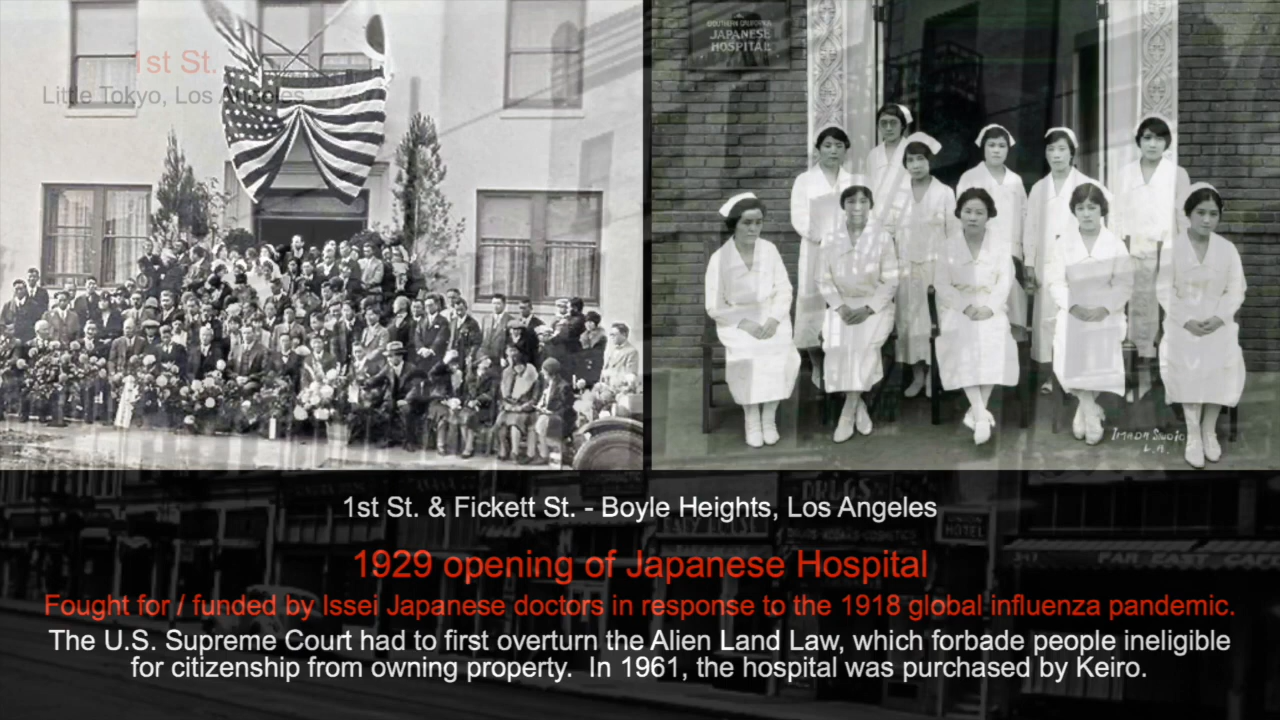 1st St.
Little Tokyo, Los Angeles
SOUTHERN CALIFORNIA
JAPANESE
HOSPITAL
IMADA STUDIO
L.A.
1st St. & Fickett St. - Boyle Heights, Los Angeles
1929 opening of Japanese Hospital
Fought for / funded by Issei Japanese doctors in response to the 1918 global influenza pandemic.
The U.S. Supreme Court had to first overturn the Alien Land Law, which forbade people ineligible
for citizenship from owning property.  In 1961, the hospital was purchased by Keiro.
DRUGS
HOTEL
FAR EAST CAFE